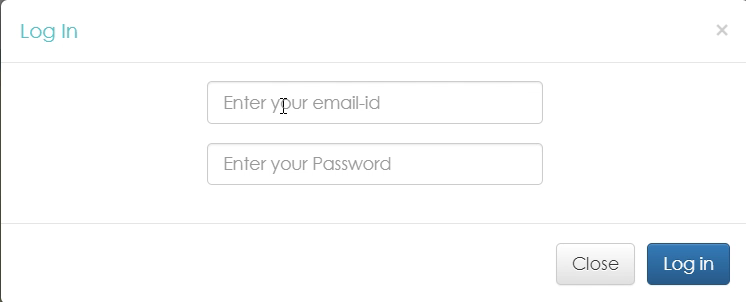 Log In ×
Enter your email-id
Enter your Password
Close Log in